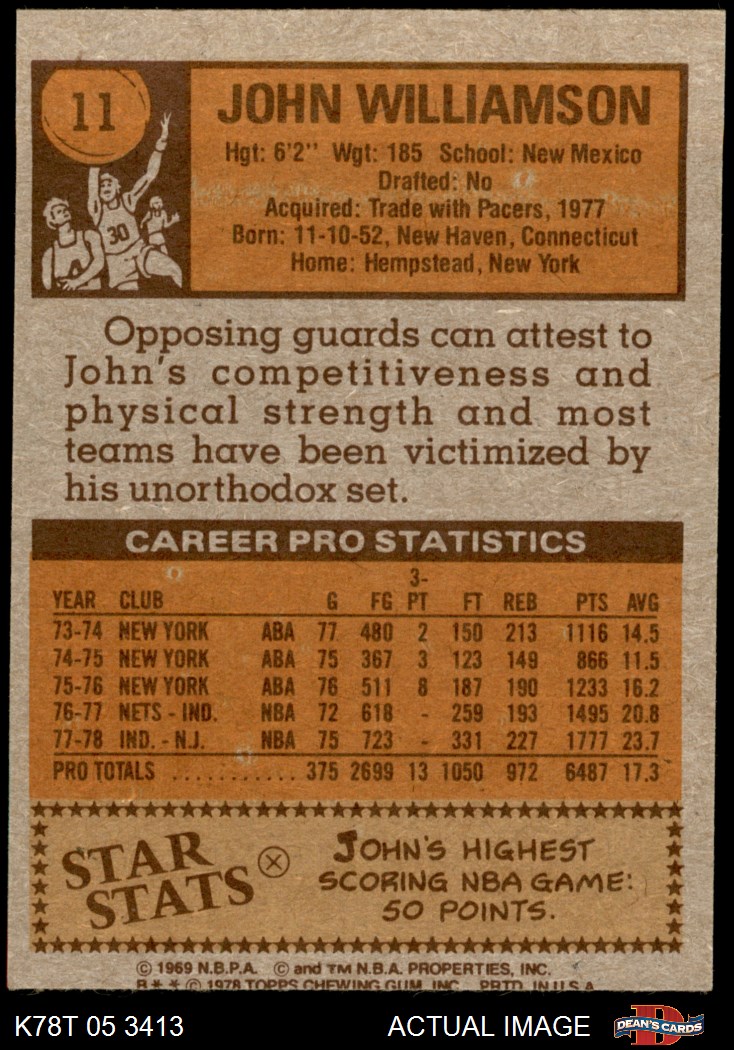 11
JOHN WILLIAMSON
Hgt: 6'2" Wgt: 185 School: New Mexico
Drafted: No
Acquired: Trade with Pacers, 1977
Born: 11-10-52, New Haven, Connecticut
Home: Hempstead, New York
30
Opposing guards can attest to
John's competitiveness and
physical strength and most
teams have been victimized by
his unorthodox set.
CAREER PRO STATISTICS
YEAR CLUB G FG 3-PT FT REB PTS AVG
73-74 NEW YORK ABA 77 480 2 150 213 1116 14.5
74-75 NEW YORK ABA 75 367 3 123 149 866 11.5
75-76 NEW YORK ABA 76 511 8 187 190 1233 16.2
76-77 NETS - IND. NBA 72 618 - 259 193 1495 20.8
77-78 IND. - N.J. NBA 75 723 - 331 227 1777 23.7
PRO TOTALS ........... 375 2699 13 1050 972 6487 17.3
STAR
STATS
JOHN'S HIGHEST
SCORING NBA GAME:
50 POINTS.
© 1969 N.B.P.A. © and TM N.B.A. PROPERTIES, INC.
B * * © 1978 TOPPS CHEWING GUM, INC. PRTD. IN U.S.A.
K78T 05 3413 ACTUAL IMAGE
D
DEAN'S CARDS